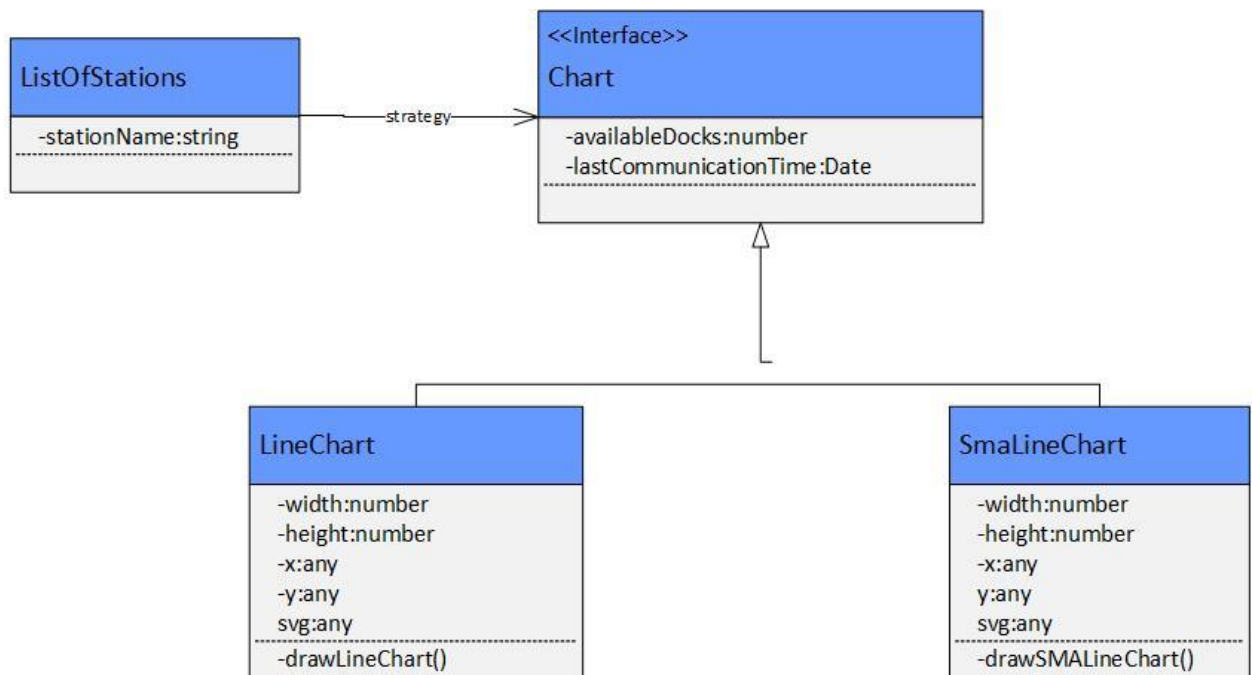 ListOfStations
-stationName:string
strategy
<<Interface>>
Chart
-availableDocks:number
-lastCommunicationTime:Date
LineChart
-width:number
-height:number
-x:any
-y:any
svg:any
-drawLineChart()
SmaLineChart
-width:number
-height:number
-x:any
y:any
svg:any
-drawSMALineChart()